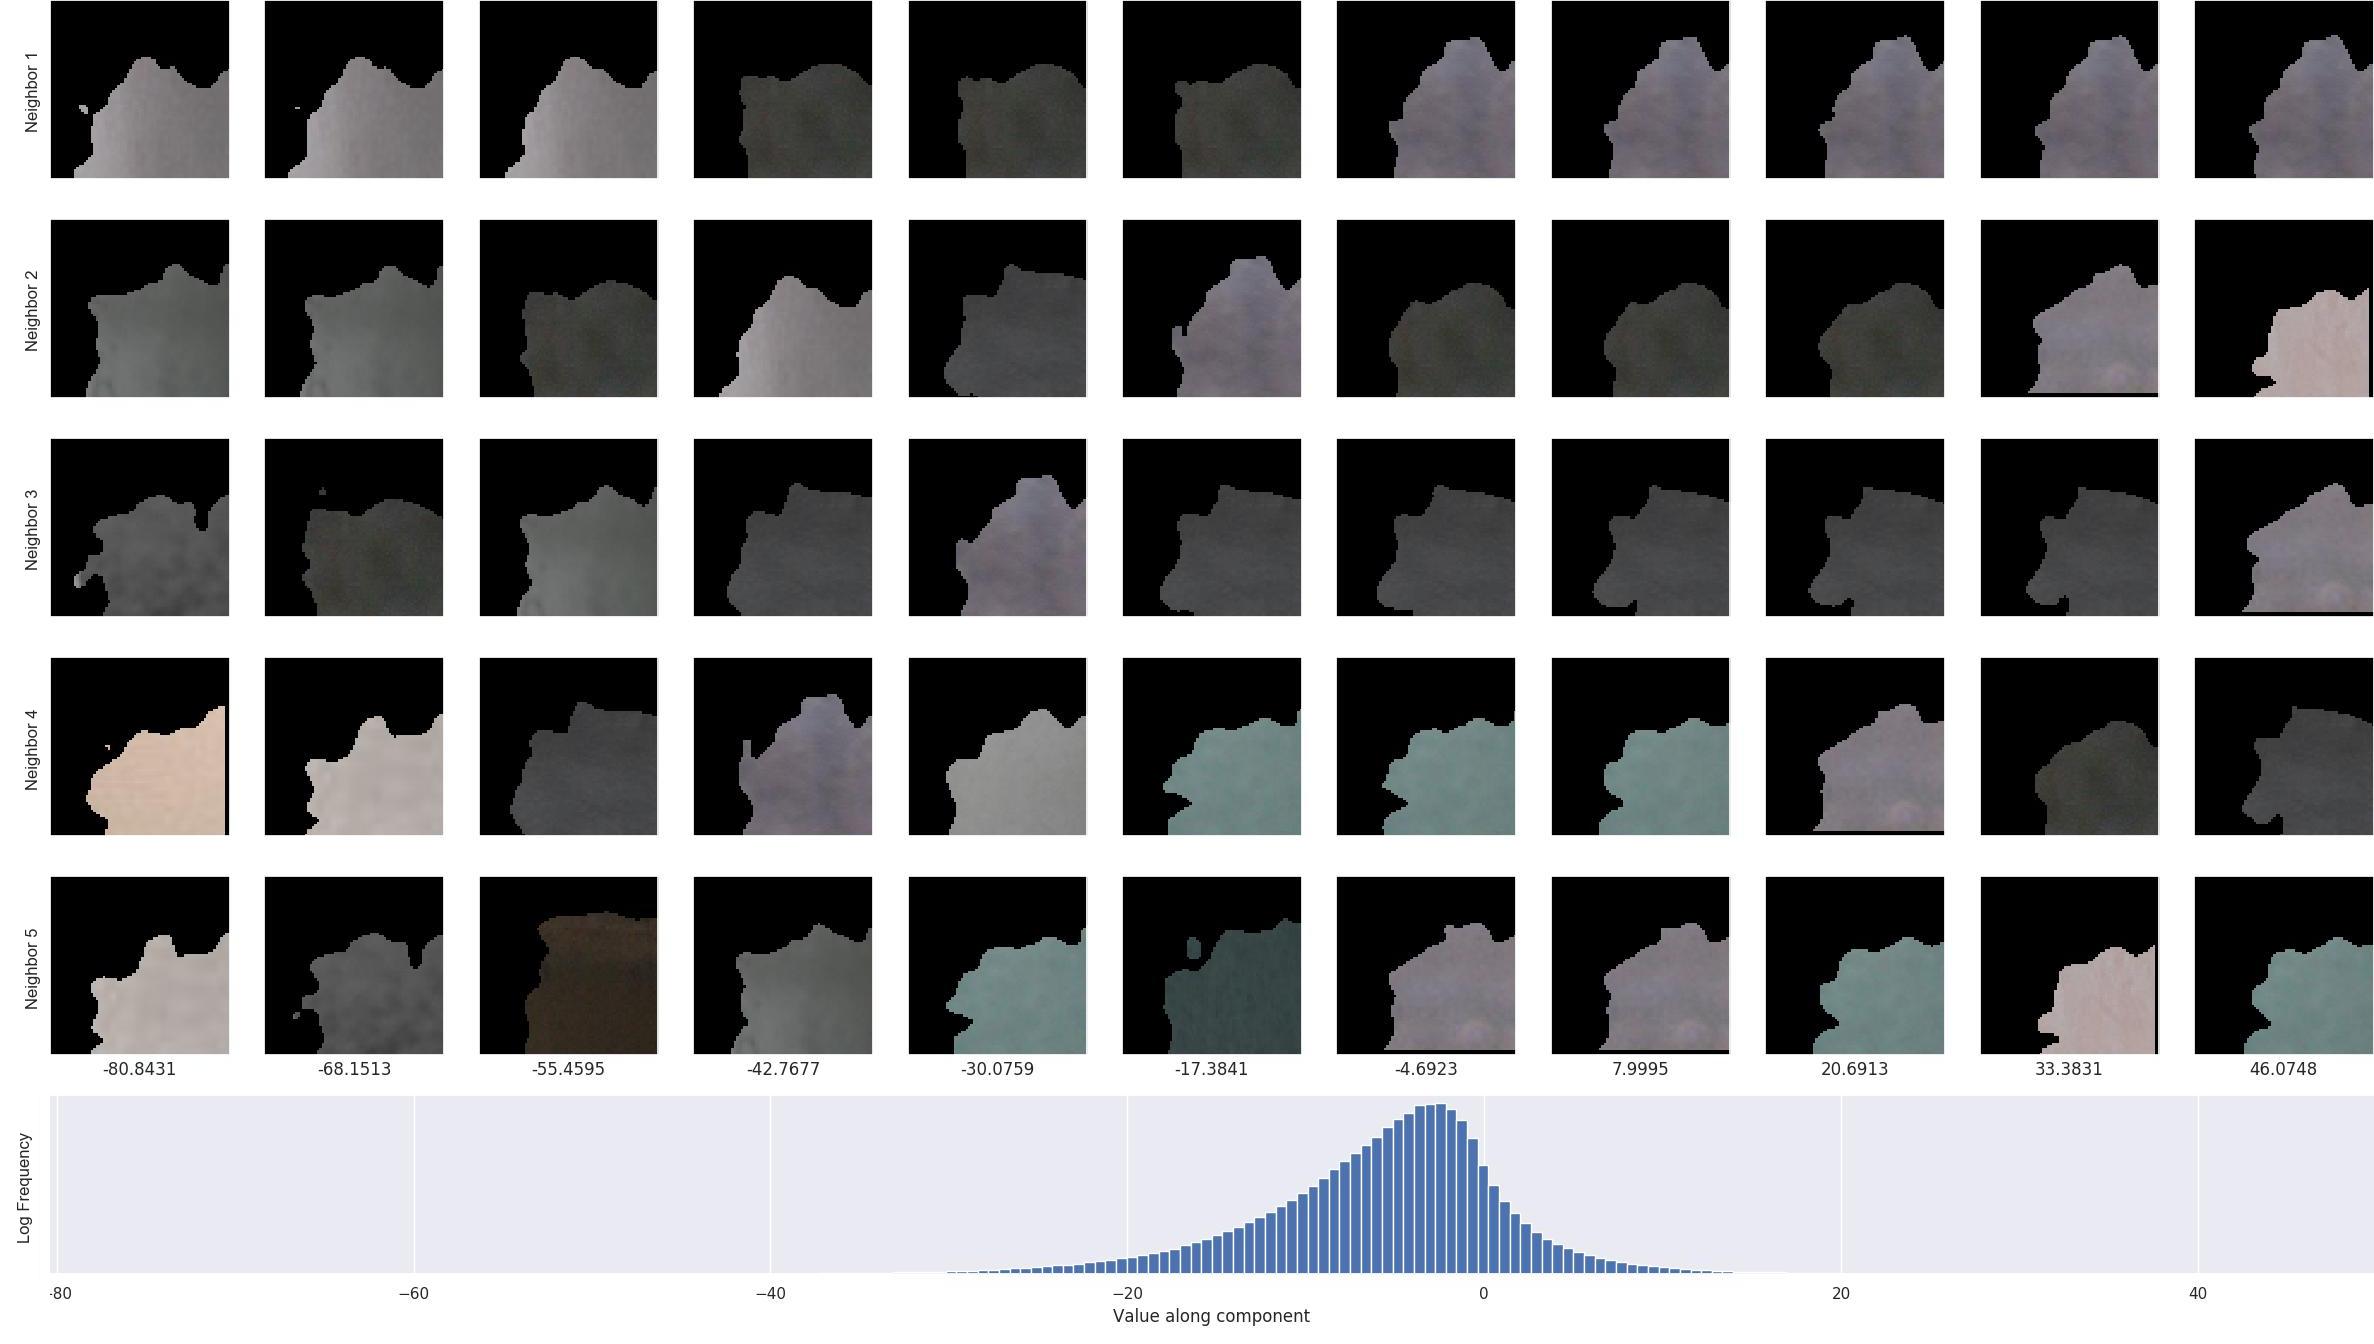 Neighbor 1
Neighbor 2
Neighbor 3
Neighbor 4
Neighbor 5
-80.8431 -68.1513 -55.4595 -42.7677 -30.0759 -17.3841 -4.6923 7.9995 20.6913 33.3831 46.0748
Log Frequency
-80 −60 −40 −20 0 20 40
Value along component